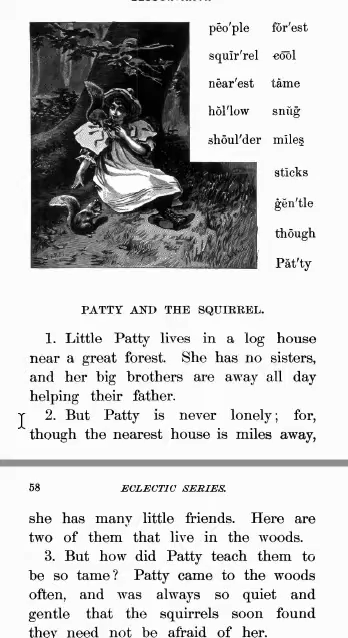 pēo'ple fŏr'est
squĭr'rel c͞ool
nēar'est tāme
hŏl'lōw snŭg
shōul'der mīleş
stĭcks
ġĕn'tle
thōugh
Păt'ty
PATTY AND THE SQUIRREL.
1. Little Patty lives in a log house
near a great forest. She has no sisters,
and her big brothers are away all day
helping their father.
2. But Patty is never lonely; for,
though the nearest house is miles away,
58 ECLECTIC SERIES.
she has many little friends. Here are
two of them that live in the woods.
3. But how did Patty teach them to
be so tame? Patty came to the woods
often, and was always so quiet and
gentle that the squirrels soon found
they need not be afraid of her.